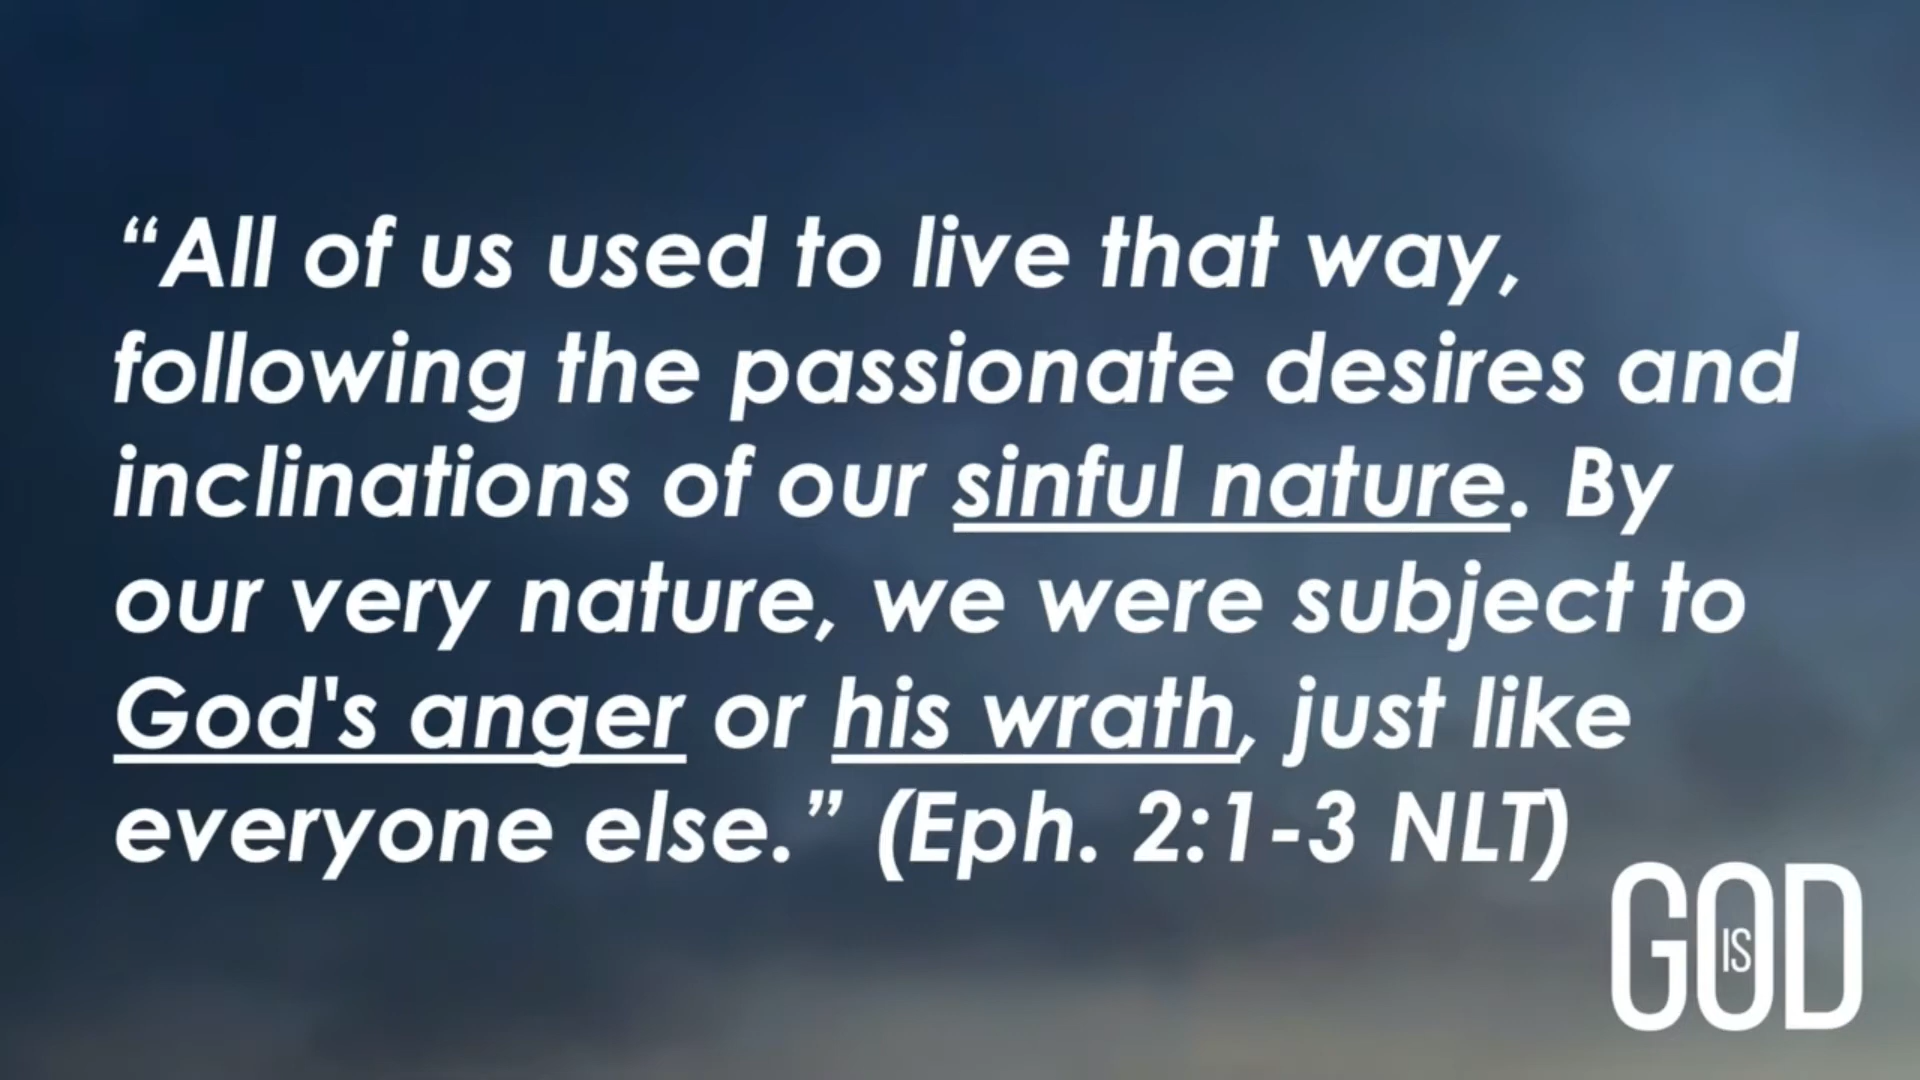 “All of us used to live that way,
following the passionate desires and
inclinations of our sinful nature. By
our very nature, we were subject to
God's anger or his wrath, just like
everyone else.” (Eph. 2:1-3 NLT)
GOD
IS